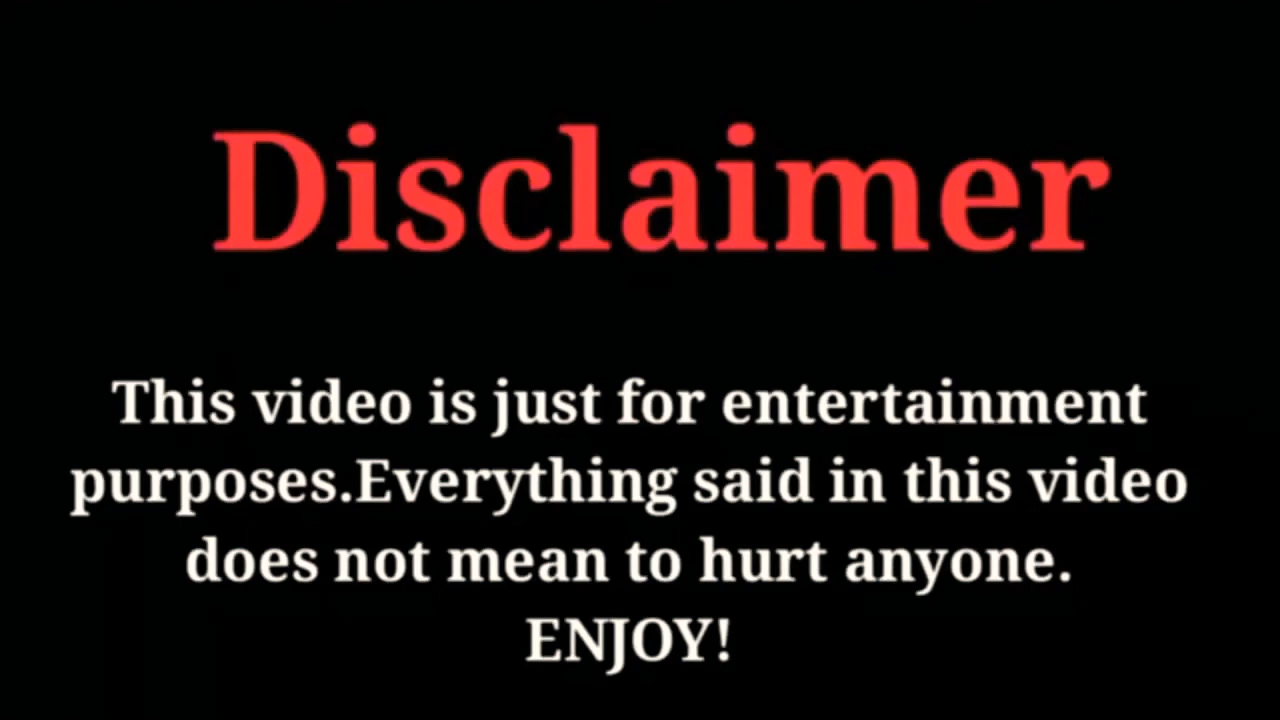 Disclaimer
This video is just for entertainment
purposes.Everything said in this video
does not mean to hurt anyone.
ENJOY!